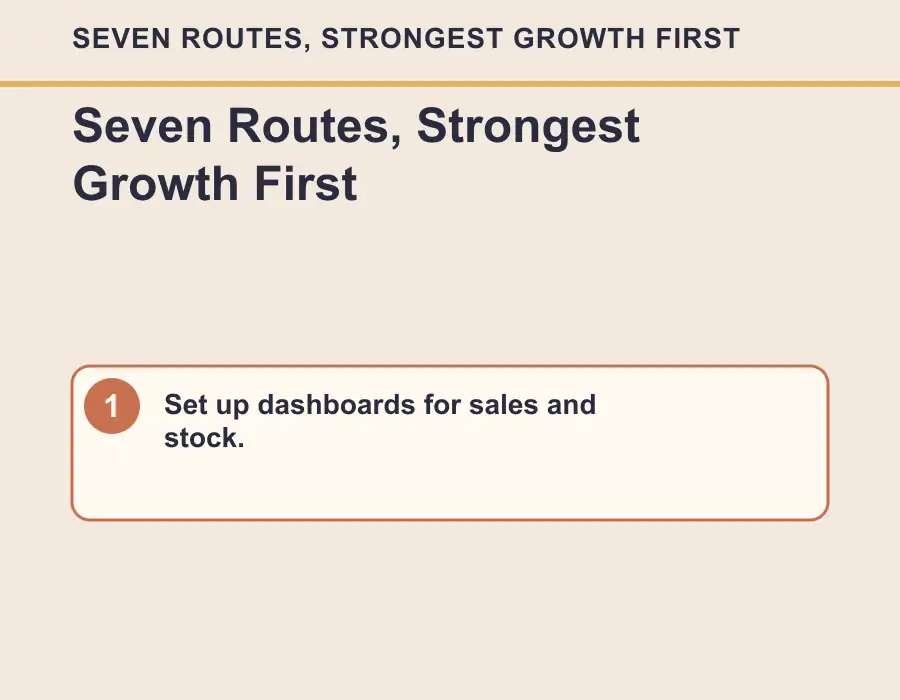 SEVEN ROUTES, STRONGEST GROWTH FIRST
Seven Routes, Strongest
Growth First
1
Set up dashboards for sales and
stock.